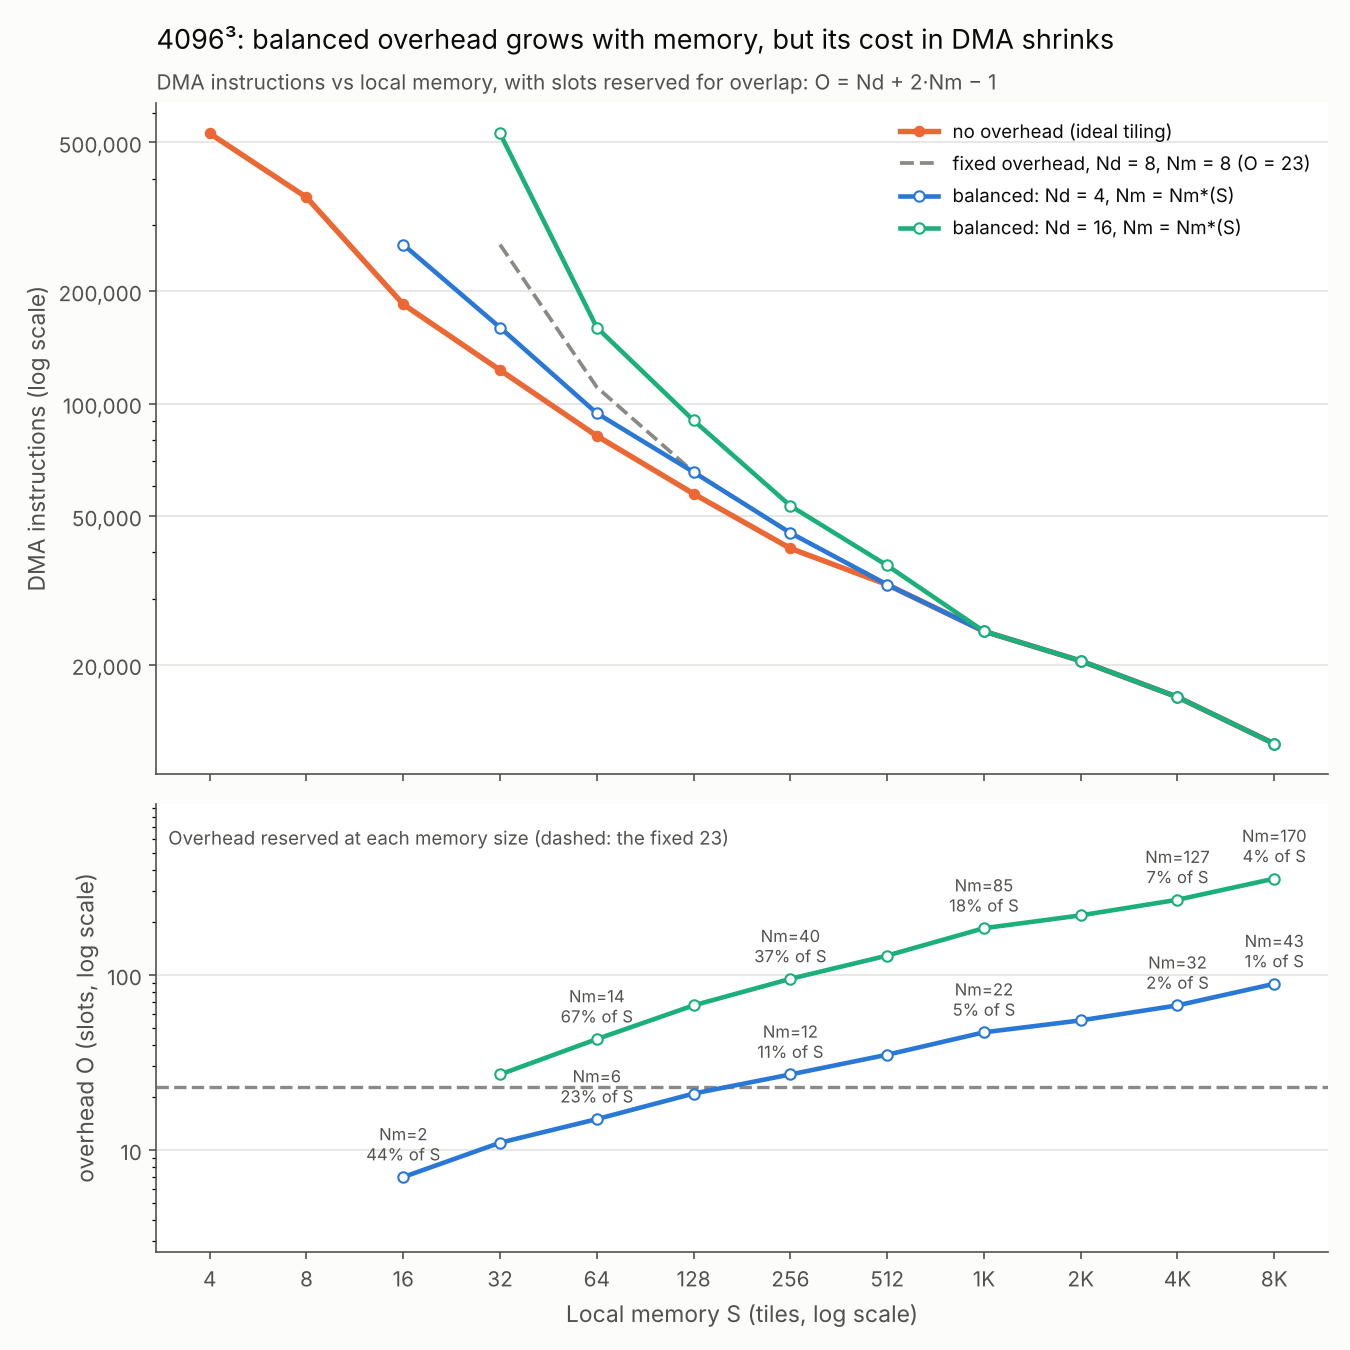 4096³: balanced overhead grows with memory, but its cost in DMA shrinks
DMA instructions vs local memory, with slots reserved for overlap: O = Nd + 2·Nm − 1
no overhead (ideal tiling)
fixed overhead, Nd = 8, Nm = 8 (O = 23)
balanced: Nd = 4, Nm = Nm*(S)
balanced: Nd = 16, Nm = Nm*(S)
DMA instructions (log scale)
500,000
200,000
100,000
50,000
20,000
Overhead reserved at each memory size (dashed: the fixed 23)
overhead O (slots, log scale)
100
10
Nm=14
67% of S
Nm=40
37% of S
Nm=85
18% of S
Nm=127
7% of S
Nm=170
4% of S
Nm=2
44% of S
Nm=6
23% of S
Nm=12
11% of S
Nm=22
5% of S
Nm=32
2% of S
Nm=43
1% of S
4 8 16 32 64 128 256 512 1K 2K 4K 8K
Local memory S (tiles, log scale)